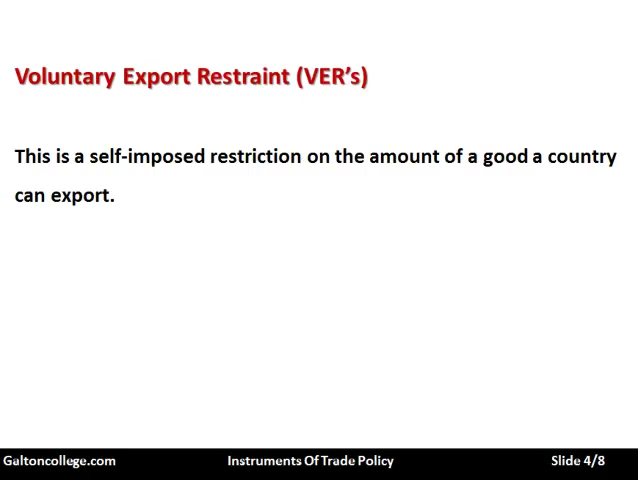 Voluntary Export Restraint (VER's)
This is a self-imposed restriction on the amount of a good a country
can export.
Galtoncollege.com Instruments Of Trade Policy Slide 4/8